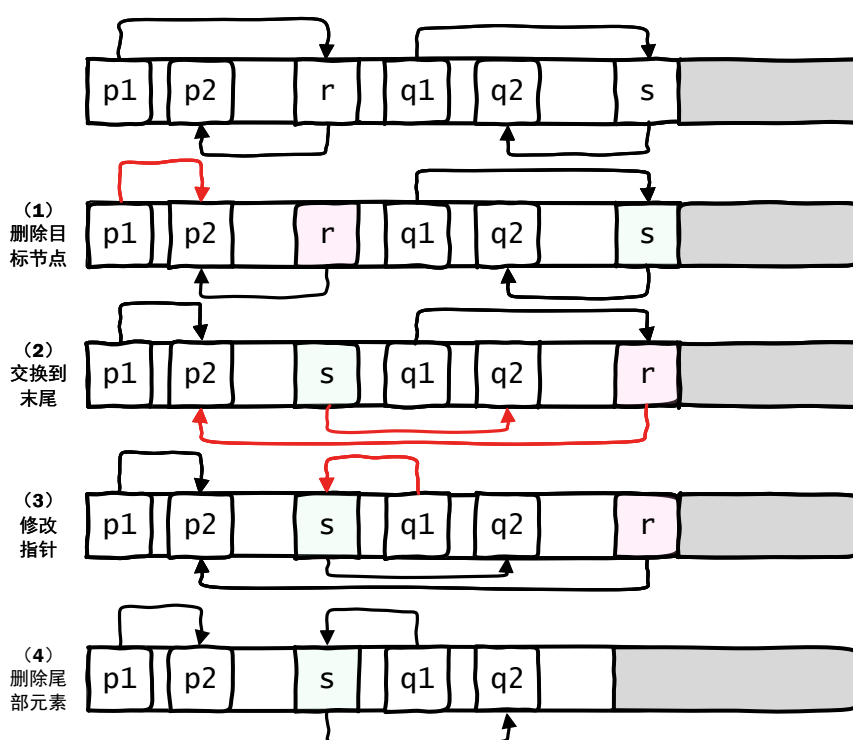 p1 p2 r q1 q2 s
(1)
删除目
标节点
p1 p2 r q1 q2 s
(2)
交换到
末尾
p1 p2 s q1 q2 r
(3)
修改
指针
p1 p2 s q1 q2 r
(4)
删除尾
部元素
p1 p2 s q1 q2